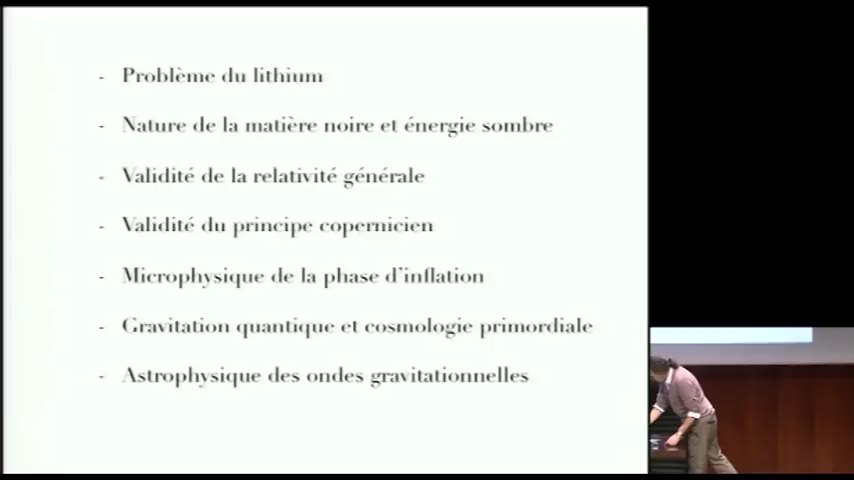 - Problème du lithium
- Nature de la matière noire et énergie sombre
- Validité de la relativité générale
- Validité du principe copernicien
- Microphysique de la phase d'inflation
- Gravitation quantique et cosmologie primordiale
- Astrophysique des ondes gravitationnelles